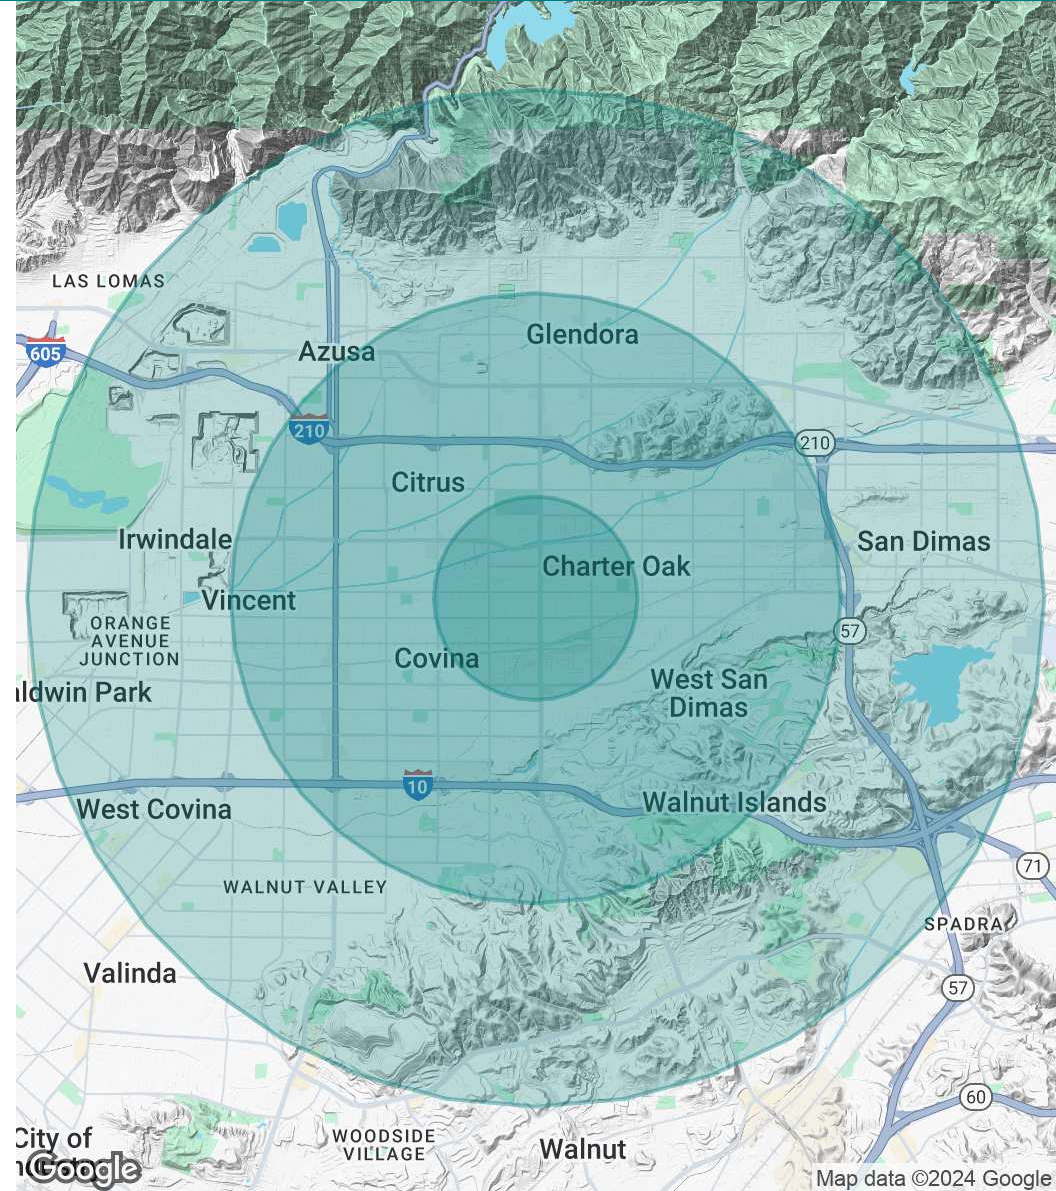 LAS LOMAS
605
Azusa
Glendora
210
210
Citrus
Irwindale
Charter Oak
San Dimas
Vincent
ORANGE
AVENUE
JUNCTION
57
Covina
West San
Dimas
aldwin Park
10
West Covina
Walnut Islands
71
WALNUT VALLEY
SPADRA
Valinda
57
60
City of
WOODSIDE
VILLAGE
Walnut
Google
Map data ©2024 Google